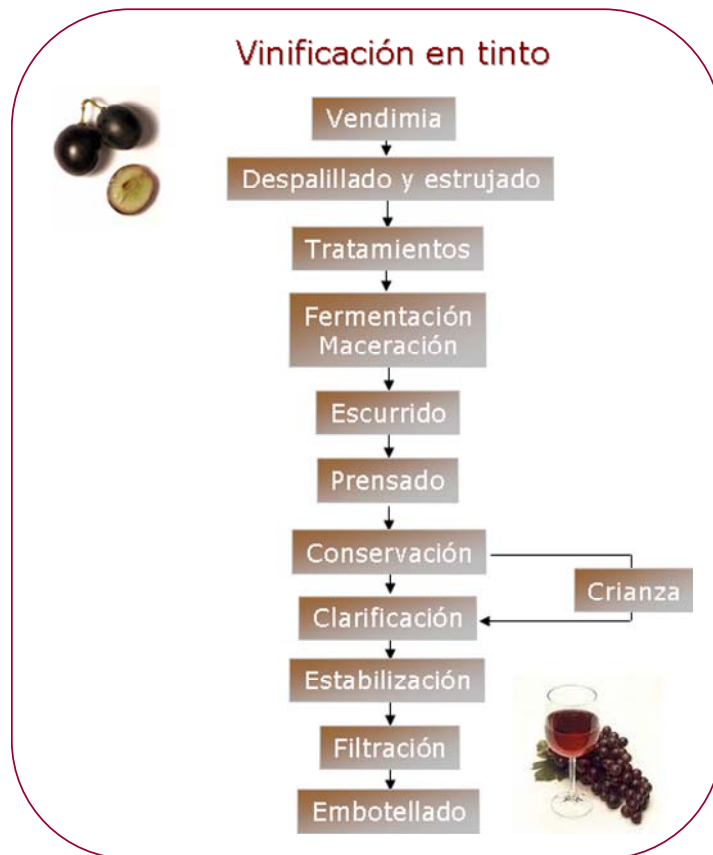 Vinificación en tinto
Vendimia
Despalillado y estrujado
Tratamientos
Fermentación
Maceración
Escurrido
Prensado
Conservación
Crianza
Clarificación
Estabilización
Filtración
Embotellado